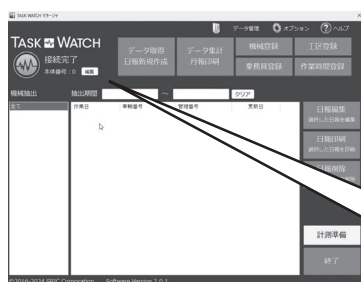 TASK WATCH マネージャ
データ管理 オプション ヘルプ
TASK WATCH
接続完了
本体番号：0 編集
データ取得
日報新規作成
データ集計
月報印刷
機械登録
工区登録
乗務員登録
作業時間登録
機械抽出 抽出期間 ～ クリア
全て
作業日 車輌番号 管理番号 更新日
日報編集
選択した日報を編集
日報印刷
選択した日報を印刷
日報削除
計測準備
終了
©2016-2024 SBIC Corporation Software Version 2.0.1